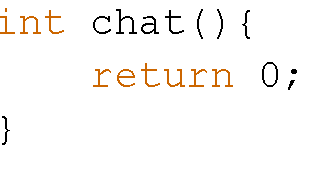 int chat(){
return 0;
}